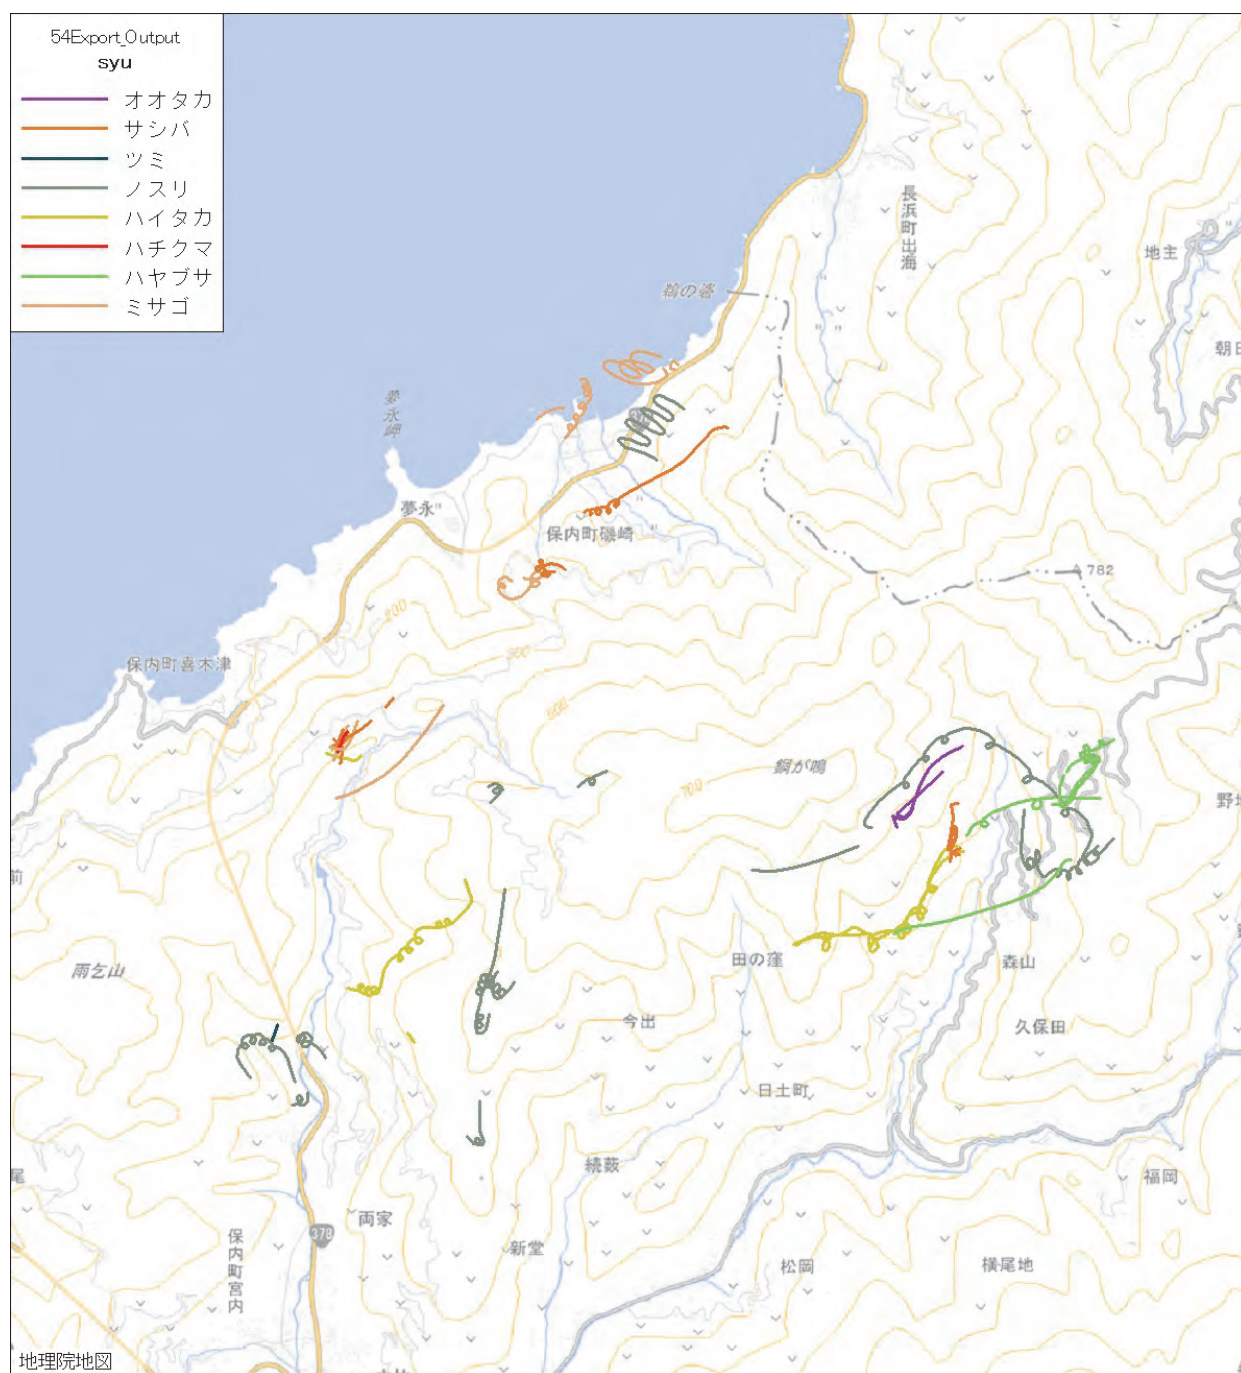 54Export_Output
syu
オオタカ
サシバ
ツミ
ノスリ
ハイタカ
ハチクマ
ハヤブサ
ミサゴ
長浜町出海
地主
朝日
夢永岬
夢永
保内町磯崎
782
200
保内町喜木津
600
700
銅が鳴
野地
前
雨乞山
田の窪
森山
今出
久保田
日土町
続薮
福岡
尾
両家
378
新堂
松岡
横尾地
保内町宮内
地理院地図